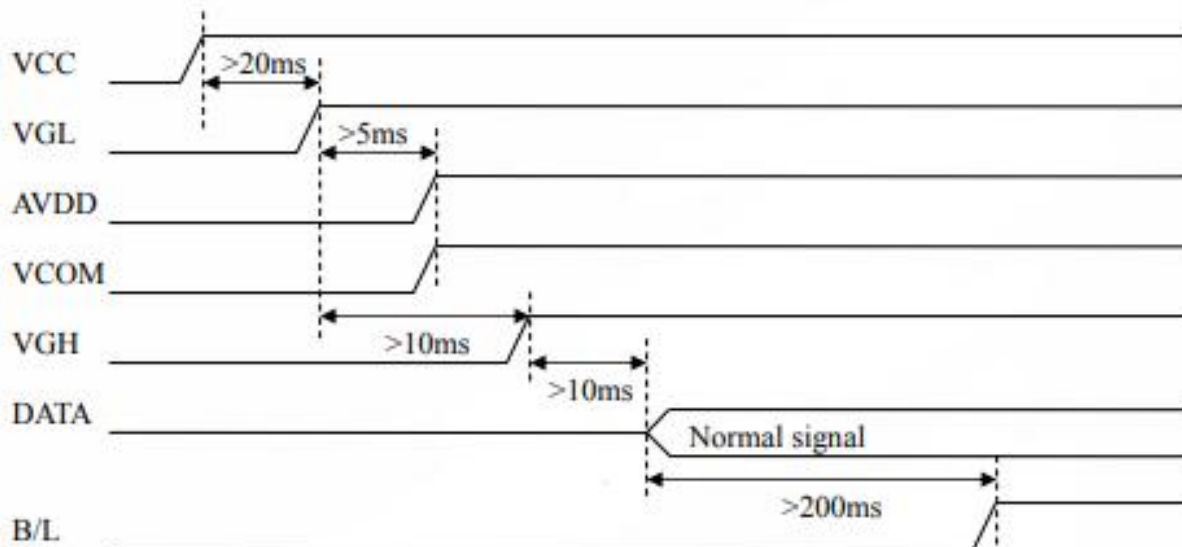 VCC
>20ms
VGL
>5ms
AVDD
VCOM
VGH
>10ms
>10ms
DATA
Normal signal
>200ms
B/L